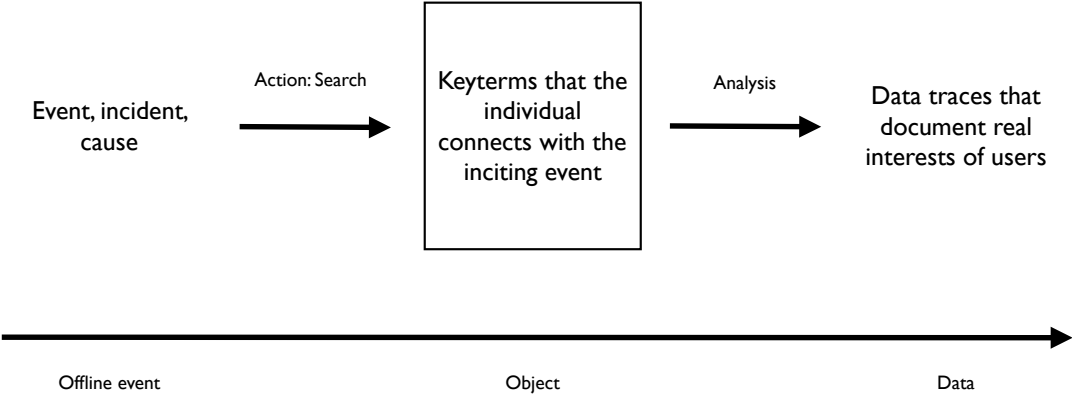 Event, incident,
cause
Action: Search
Keyterms that the
individual
connects with the
inciting event
Analysis
Data traces that
document real
interests of users
Offline event
Object
Data